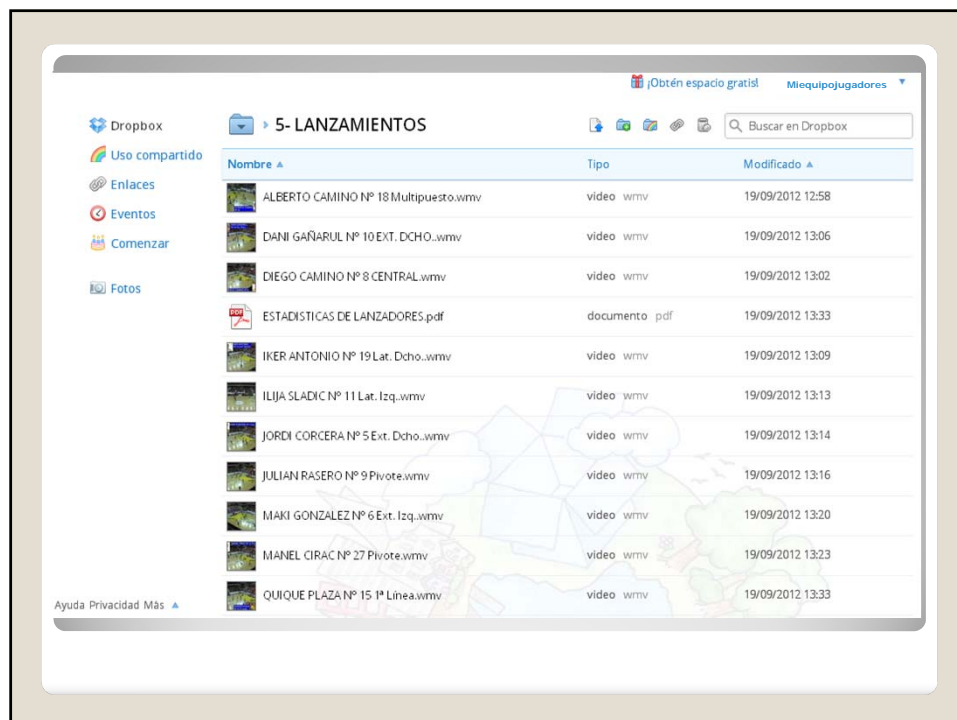 ¡Obtén espacio gratis! Miequipojugadores
Dropbox
Uso compartido
Enlaces
Eventos
Comenzar
Fotos
5- LANZAMIENTOS
Buscar en Dropbox
Nombre Tipo Modificado
ALBERTO CAMINO Nº 18 Multipuesto.wmv video wmv 19/09/2012 12:58
DANI GAÑARUL Nº 10 EXT. DCHO..wmv video wmv 19/09/2012 13:06
DIEGO CAMINO Nº 8 CENTRAL.wmv video wmv 19/09/2012 13:02
PDF ESTADISTICAS DE LANZADORES.pdf documento pdf 19/09/2012 13:33
IKER ANTONIO Nº 19 Lat. Dcho..wmv video wmv 19/09/2012 13:09
ILIJA SLADIC Nº 11 Lat. Izq..wmv video wmv 19/09/2012 13:13
JORDI CORCERA Nº 5 Ext. Dcho..wmv video wmv 19/09/2012 13:14
JULIAN RASERO Nº 9 Pivote.wmv video wmv 19/09/2012 13:16
MAKI GONZALEZ Nº 6 Ext. Izq..wmv video wmv 19/09/2012 13:20
MANEL CIRAC Nº 27 Pivote.wmv video wmv 19/09/2012 13:23
QUIQUE PLAZA Nº 15 1ª Línea.wmv video wmv 19/09/2012 13:33
Ayuda Privacidad Más